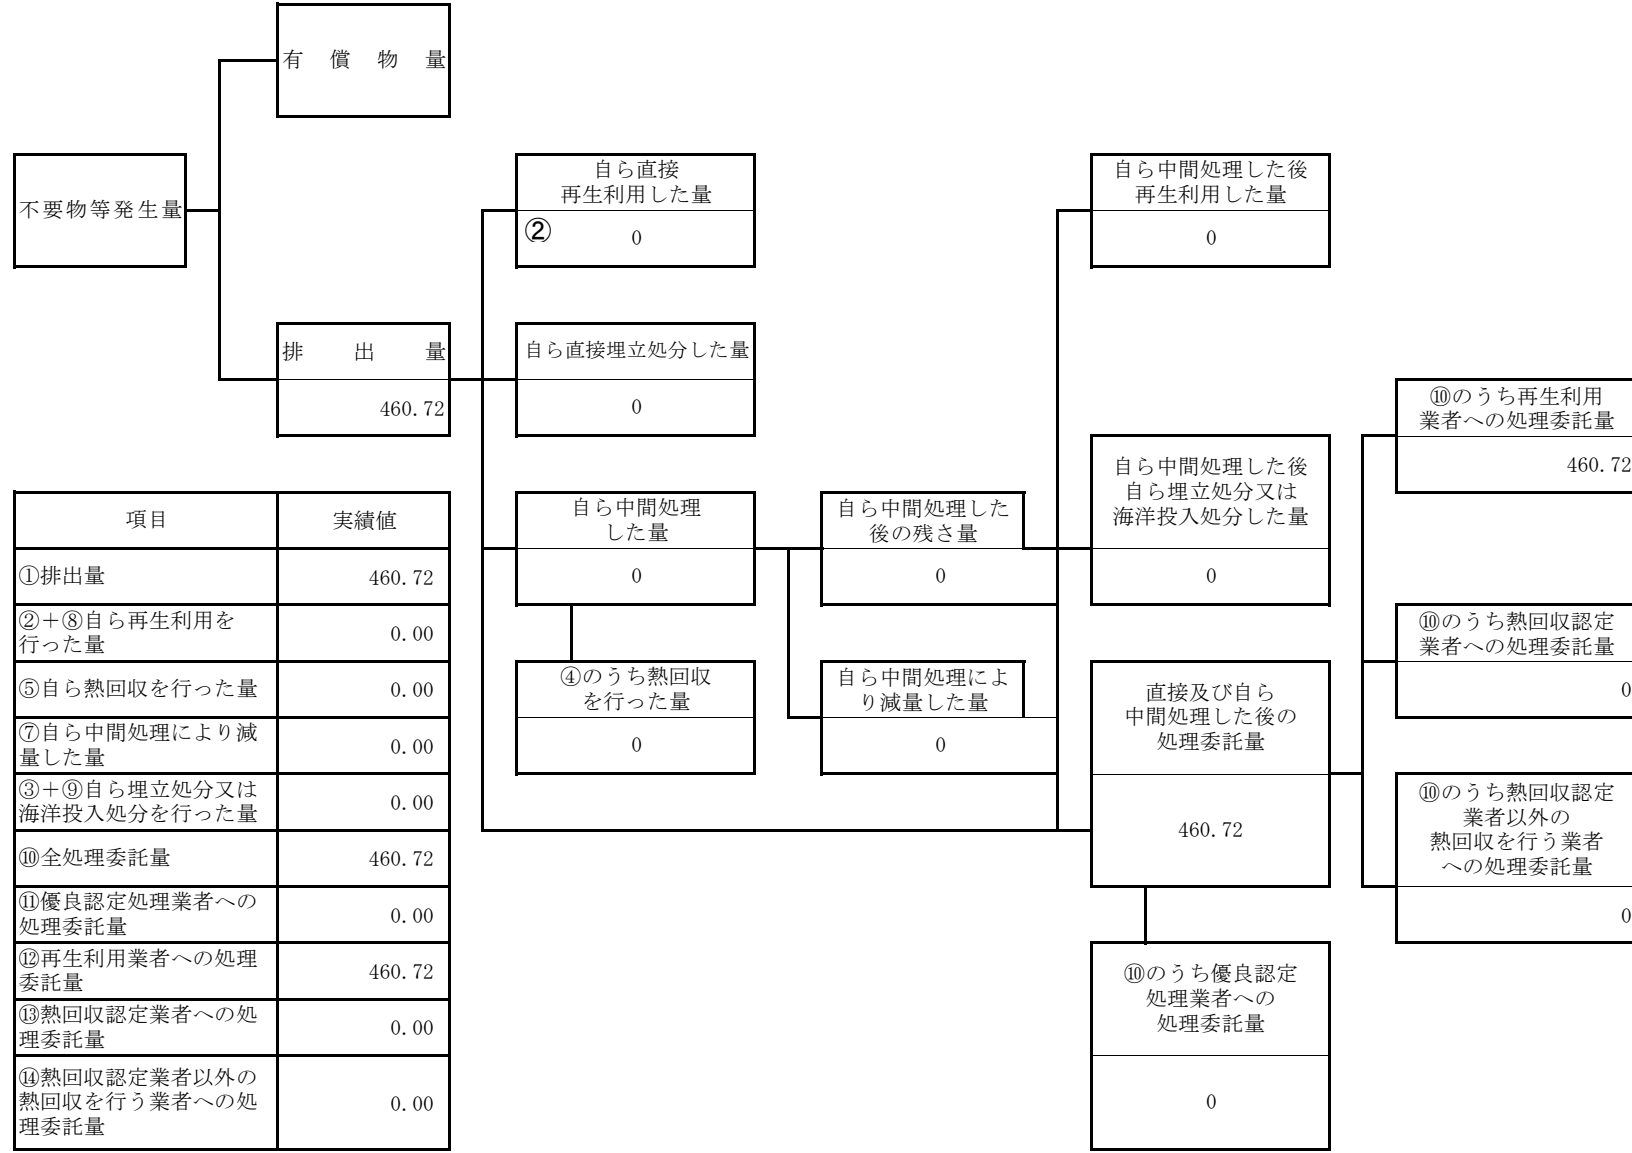 有償物量
不要物等発生量
自ら直接
再生利用した量
②
0
自ら中間処理した後
再生利用した量
0
排出量
460.72
自ら直接埋立処分した量
0
⑩のうち再生利用
業者への処理委託量
460.72
自ら中間処理した後
自ら埋立処分又は
海洋投入処分した量
0
自ら中間処理
した量
0
自ら中間処理した
後の残さ量
0
⑩のうち熱回収認定
業者への処理委託量
0
④のうち熱回収
を行った量
0
自ら中間処理によ
り減量した量
0
直接及び自ら
中間処理した後の
処理委託量
460.72
⑩のうち熱回収認定
業者以外の
熱回収を行う業者
への処理委託量
0
⑩のうち優良認定
処理業者への
処理委託量
0
項目 実績値
①排出量 460.72
②+⑧自ら再生利用を
行った量 0.00
⑤自ら熱回収を行った量 0.00
⑦自ら中間処理により減
量した量 0.00
③+⑨自ら埋立処分又は
海洋投入処分を行った量 0.00
⑩全処理委託量 460.72
⑪優良認定処理業者への
処理委託量 0.00
⑫再生利用業者への処理
委託量 460.72
⑬熱回収認定業者への処
理委託量 0.00
⑭熱回収認定業者以外の
熱回収を行う業者への処
理委託量 0.00